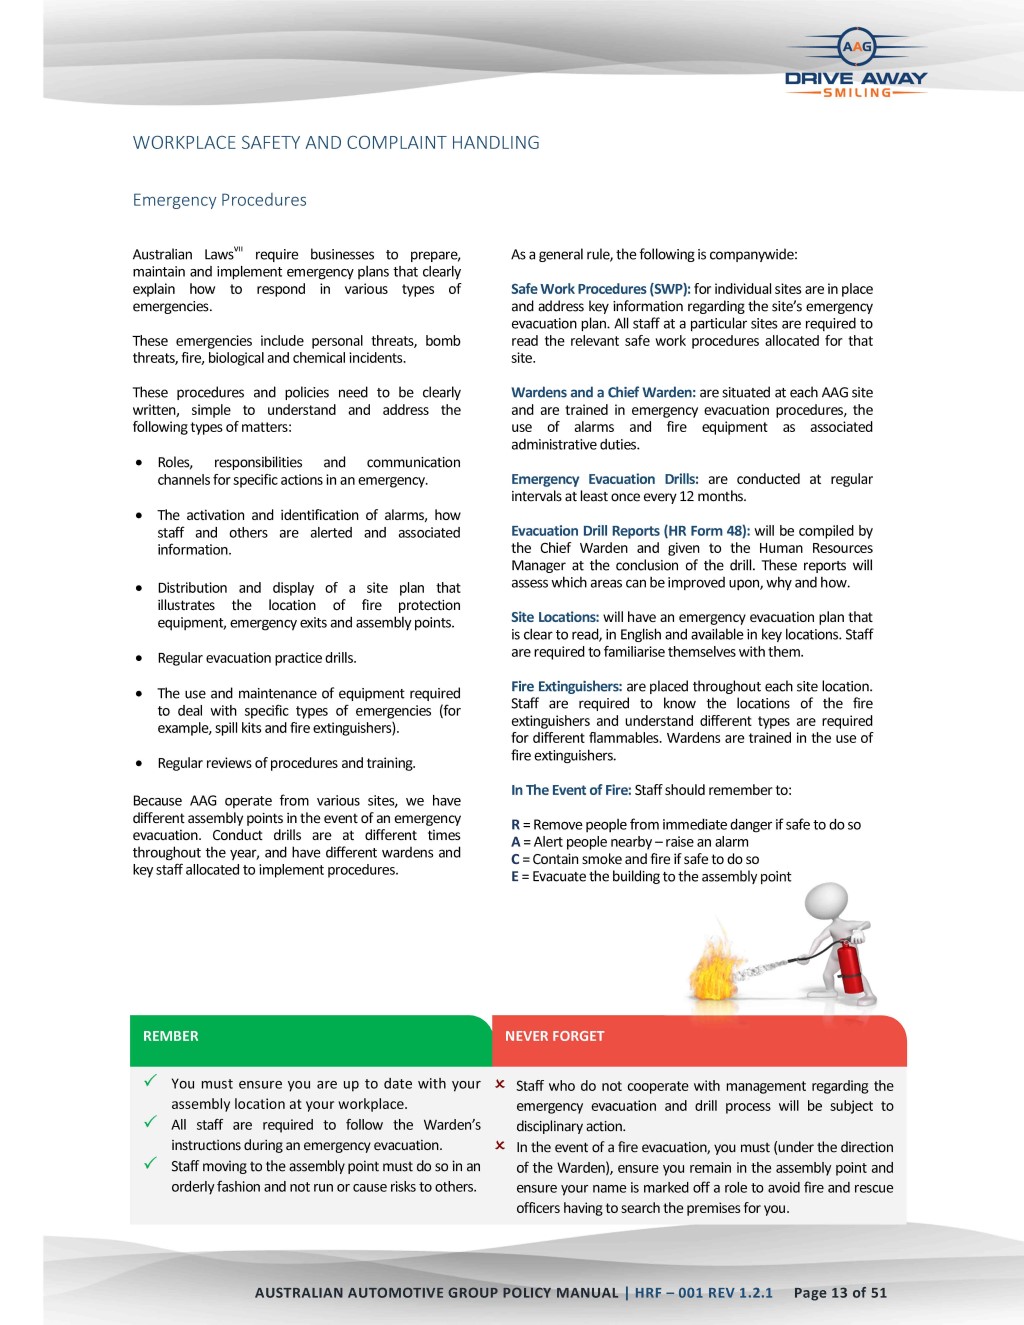 AAG
DRIVE AWAY
SMILING
WORKPLACE SAFETY AND COMPLAINT HANDLING
Emergency Procedures
Australian Laws^VII require businesses to prepare,
maintain and implement emergency plans that clearly
explain how to respond in various types of
emergencies.
These emergencies include personal threats, bomb
threats, fire, biological and chemical incidents.
These procedures and policies need to be clearly
written, simple to understand and address the
following types of matters:
• Roles, responsibilities and communication
channels for specific actions in an emergency.
• The activation and identification of alarms, how
staff and others are alerted and associated
information.
• Distribution and display of a site plan that
illustrates the location of fire protection
equipment, emergency exits and assembly points.
• Regular evacuation practice drills.
• The use and maintenance of equipment required
to deal with specific types of emergencies (for
example, spill kits and fire extinguishers).
• Regular reviews of procedures and training.
Because AAG operate from various sites, we have
different assembly points in the event of an emergency
evacuation. Conduct drills are at different times
throughout the year, and have different wardens and
key staff allocated to implement procedures.
As a general rule, the following is companywide:
Safe Work Procedures (SWP): for individual sites are in place
and address key information regarding the site's emergency
evacuation plan. All staff at a particular sites are required to
read the relevant safe work procedures allocated for that
site.
Wardens and a Chief Warden: are situated at each AAG site
and are trained in emergency evacuation procedures, the
use of alarms and fire equipment as associated
administrative duties.
Emergency Evacuation Drills: are conducted at regular
intervals at least once every 12 months.
Evacuation Drill Reports (HR Form 48): will be compiled by
the Chief Warden and given to the Human Resources
Manager at the conclusion of the drill. These reports will
assess which areas can be improved upon, why and how.
Site Locations: will have an emergency evacuation plan that
is clear to read, in English and available in key locations. Staff
are required to familiarise themselves with them.
Fire Extinguishers: are placed throughout each site location.
Staff are required to know the locations of the fire
extinguishers and understand different types are required
for different flammables. Wardens are trained in the use of
fire extinguishers.
In The Event of Fire: Staff should remember to:
R = Remove people from immediate danger if safe to do so
A = Alert people nearby – raise an alarm
C = Contain smoke and fire if safe to do so
E = Evacuate the building to the assembly point
REMBER
✓ You must ensure you are up to date with your
assembly location at your workplace.
✓ All staff are required to follow the Warden's
instructions during an emergency evacuation.
✓ Staff moving to the assembly point must do so in an
orderly fashion and not run or cause risks to others.
NEVER FORGET
✗ Staff who do not cooperate with management regarding the
emergency evacuation and drill process will be subject to
disciplinary action.
✗ In the event of a fire evacuation, you must (under the direction
of the Warden), ensure you remain in the assembly point and
ensure your name is marked off a role to avoid fire and rescue
officers having to search the premises for you.
AUSTRALIAN AUTOMOTIVE GROUP POLICY MANUAL | HRF – 001 REV 1.2.1 Page 13 of 51